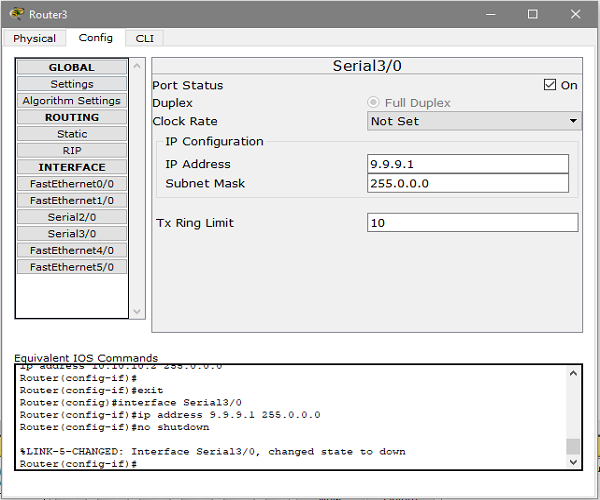 Router3
Physical Config CLI
GLOBAL
Settings
Algorithm Settings
ROUTING
Static
RIP
INTERFACE
FastEthernet0/0
FastEthernet1/0
Serial2/0
Serial3/0
FastEthernet4/0
FastEthernet5/0
Serial3/0
Port Status On
Duplex Full Duplex
Clock Rate Not Set
IP Configuration
IP Address 9.9.9.1
Subnet Mask 255.0.0.0
Tx Ring Limit 10
Equivalent IOS Commands
ip address 10.10.10.2 255.0.0.0
Router(config-if)#
Router(config-if)#exit
Router(config)#interface Serial3/0
Router(config-if)#ip address 9.9.9.1 255.0.0.0
Router(config-if)#no shutdown
%LINK-5-CHANGED: Interface Serial3/0, changed state to down
Router(config-if)#